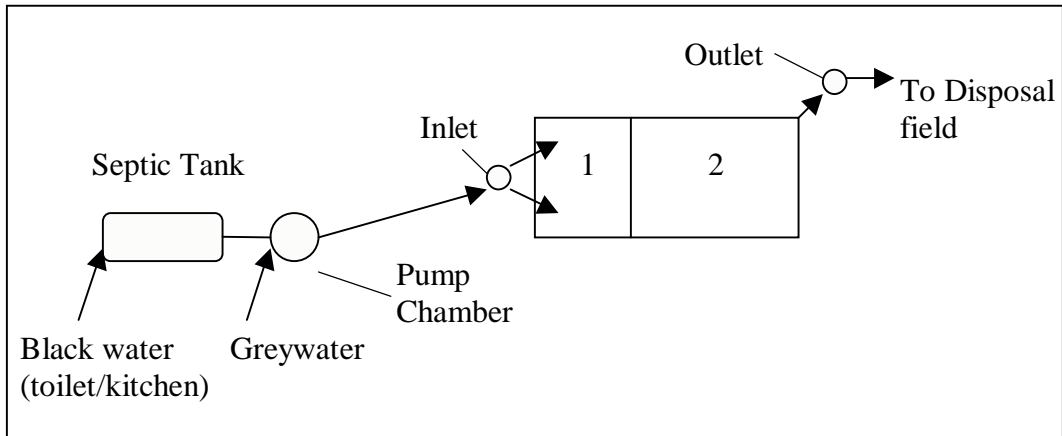 Outlet
To Disposal
field
Inlet
1
2
Septic Tank
Pump
Chamber
Black water
(toilet/kitchen)
Greywater